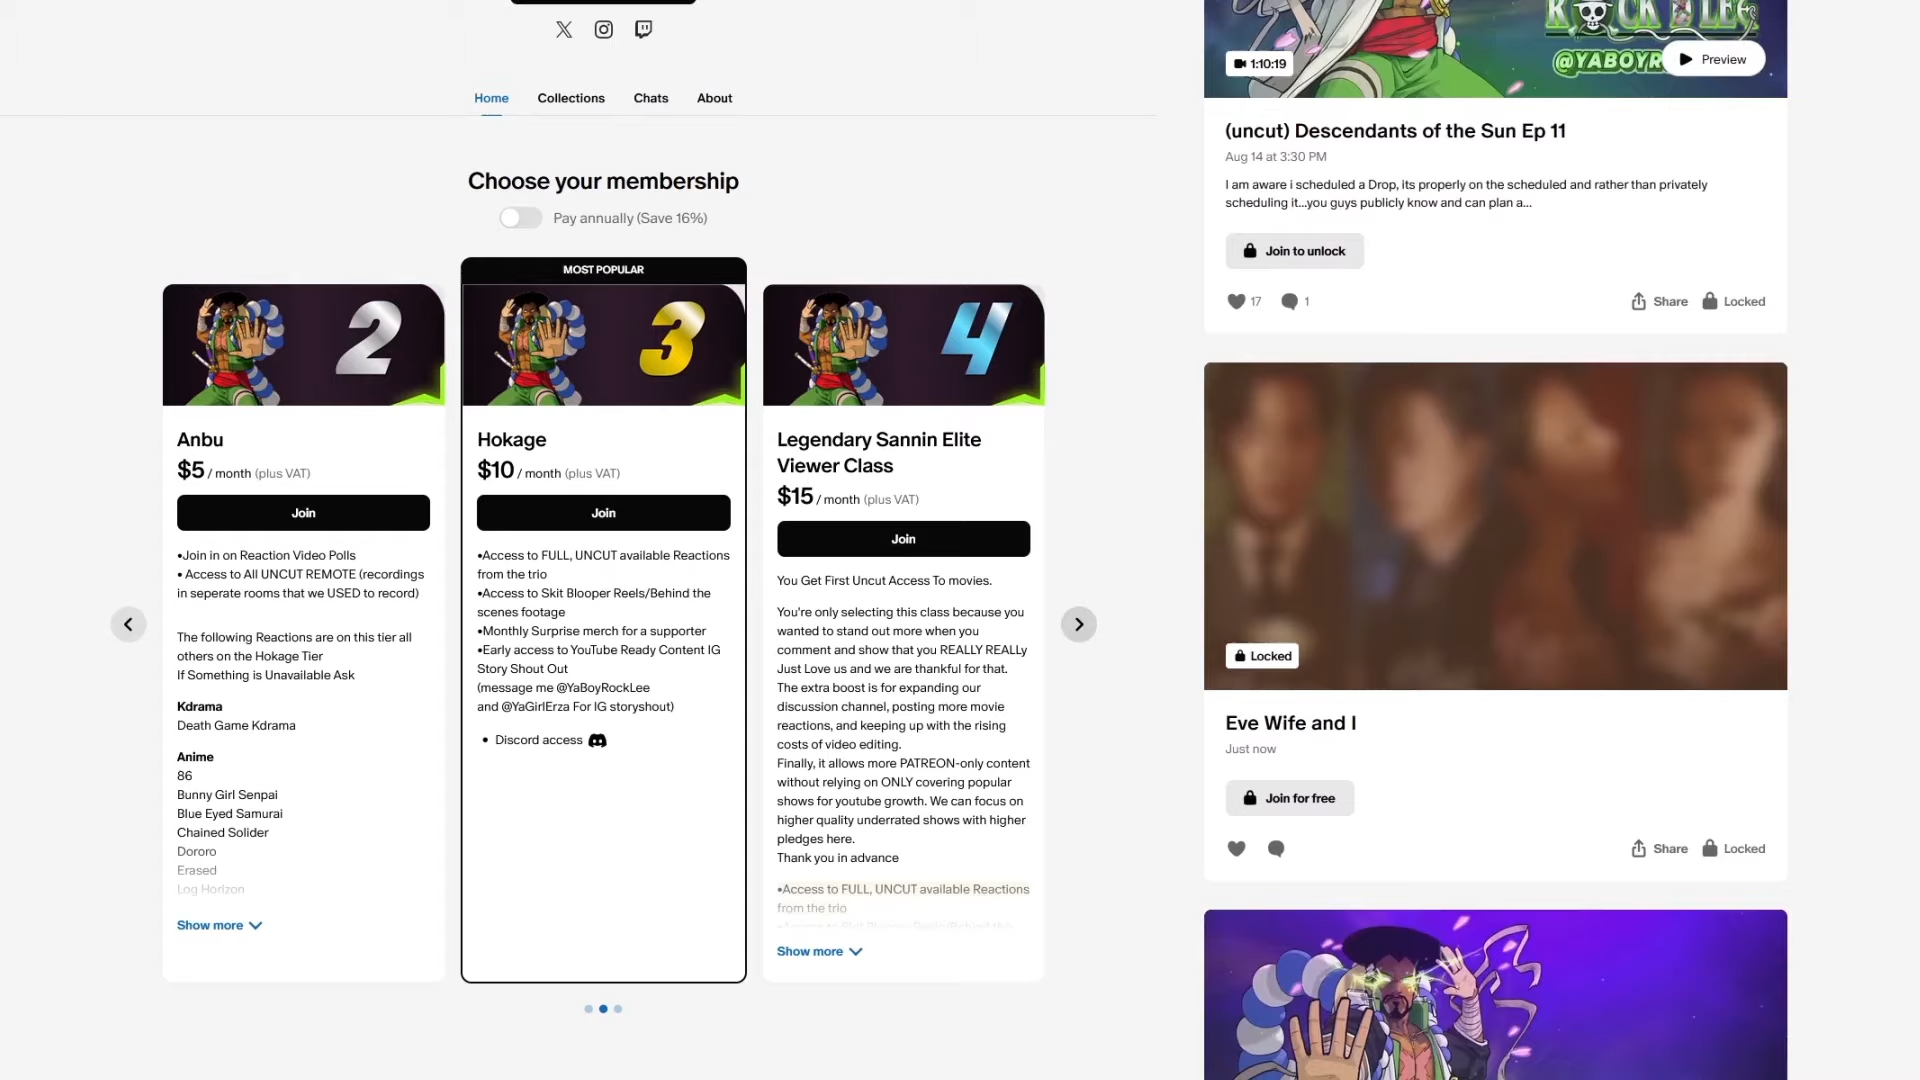 Home
Collections
Chats
About
Choose your membership
Pay annually (Save 16%)
2
Anbu
$5 / month (plus VAT)
Join
•Join in on Reaction Video Polls
• Access to All UNCUT REMOTE (recordings
in seperate rooms that we USED to record)
The following Reactions are on this tier all
others on the Hokage Tier
If Something is Unavailable Ask
Kdrama
Death Game Kdrama
Anime
86
Bunny Girl Senpai
Blue Eyed Samurai
Chained Solider
Dororo
Erased
Log Horizon
Show more
MOST POPULAR
3
Hokage
$10 / month (plus VAT)
Join
•Access to FULL, UNCUT available Reactions
from the trio
•Access to Skit Blooper Reels/Behind the
scenes footage
•Monthly Surprise merch for a supporter
•Early access to YouTube Ready Content IG
Story Shout Out
(message me @YaBoyRockLee
and @YaGirlErza For IG storyshout)
• Discord access
4
Legendary Sannin Elite
Viewer Class
$15 / month (plus VAT)
Join
You Get First Uncut Access To movies.
You're only selecting this class because you
wanted to stand out more when you
comment and show that you REALLY REALLy
Just Love us and we are thankful for that.
The extra boost is for expanding our
discussion channel, posting more movie
reactions, and keeping up with the rising
costs of video editing.
Finally, it allows more PATREON-only content
without relying on ONLY covering popular
shows for youtube growth. We can focus on
higher quality underrated shows with higher
pledges here.
Thank you in advance
•Access to FULL, UNCUT available Reactions
from the trio
•Access to Skit Blooper Reels/Behind the
Show more
ROCK D LEE
@YABOYR
1:10:19
Preview
(uncut) Descendants of the Sun Ep 11
Aug 14 at 3:30 PM
I am aware i scheduled a Drop, its properly on the scheduled and rather than privately
scheduling it...you guys publicly know and can plan a...
Join to unlock
17
1
Share
Locked
Locked
Eve Wife and I
Just now
Join for free
Share
Locked